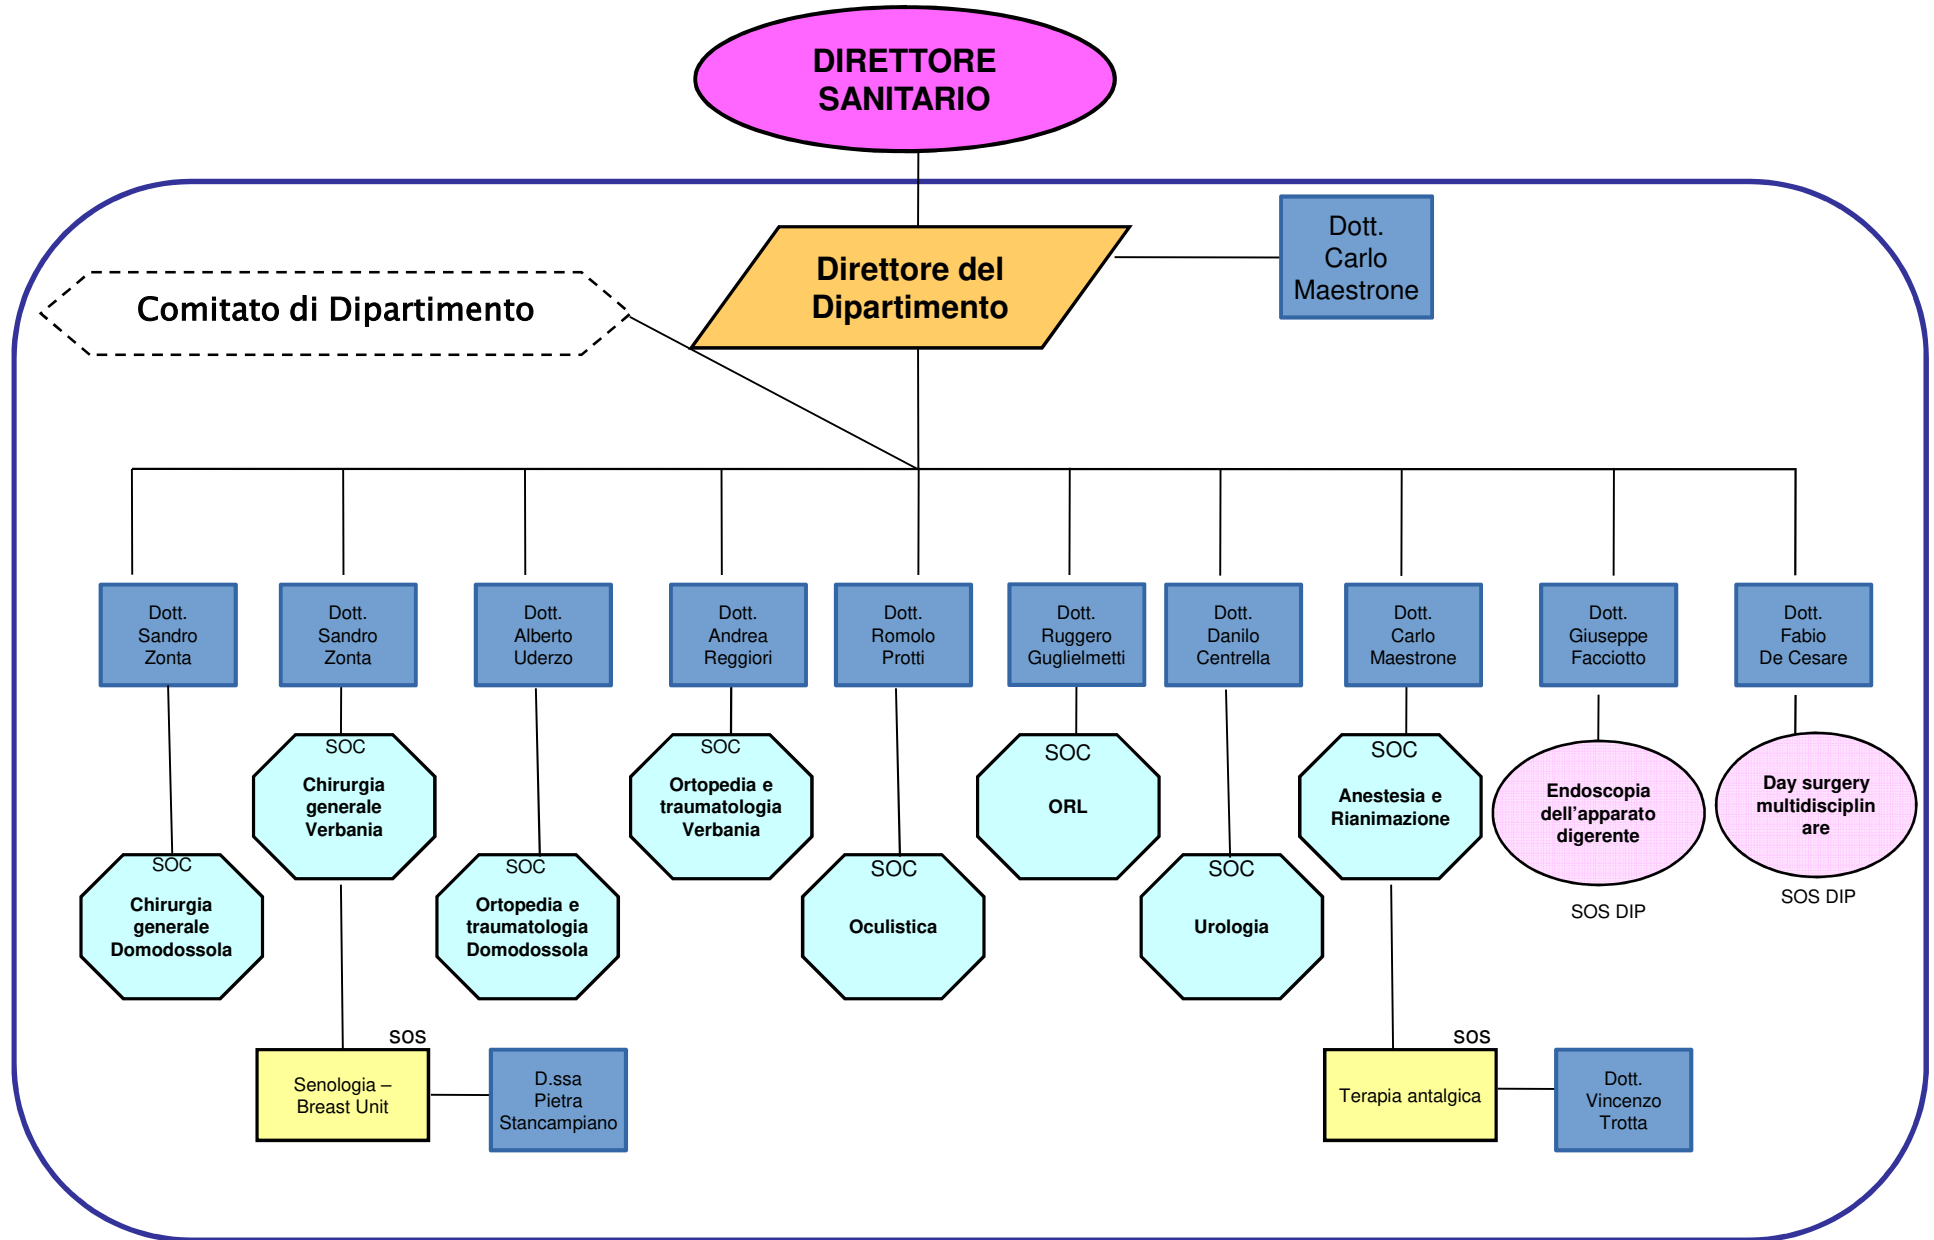 DIRETTORE
SANITARIO
Dott.
Carlo
Maestrone
Direttore del
Dipartimento
Comitato di Dipartimento
Dott.
Sandro
Zonta
Dott.
Sandro
Zonta
Dott.
Alberto
Uderzo
Dott.
Andrea
Reggiori
Dott.
Romolo
Protti
Dott.
Ruggero
Guglielmetti
Dott.
Danilo
Centrella
Dott.
Carlo
Maestrone
Dott.
Giuseppe
Facciotto
Dott.
Fabio
De Cesare
SOC
Chirurgia
generale
Verbania
SOC
Ortopedia e
traumatologia
Verbania
SOC
ORL
SOC
Anestesia e
Rianimazione
Endoscopia
dell'apparato
digerente
SOS DIP
Day surgery
multidisciplin
are
SOS DIP
SOC
Chirurgia
generale
Domodossola
SOC
Ortopedia e
traumatologia
Domodossola
SOC
Oculistica
SOC
Urologia
SOS
Senologia –
Breast Unit
D.ssa
Pietra
Stancampiano
SOS
Terapia antalgica
Dott.
Vincenzo
Trotta